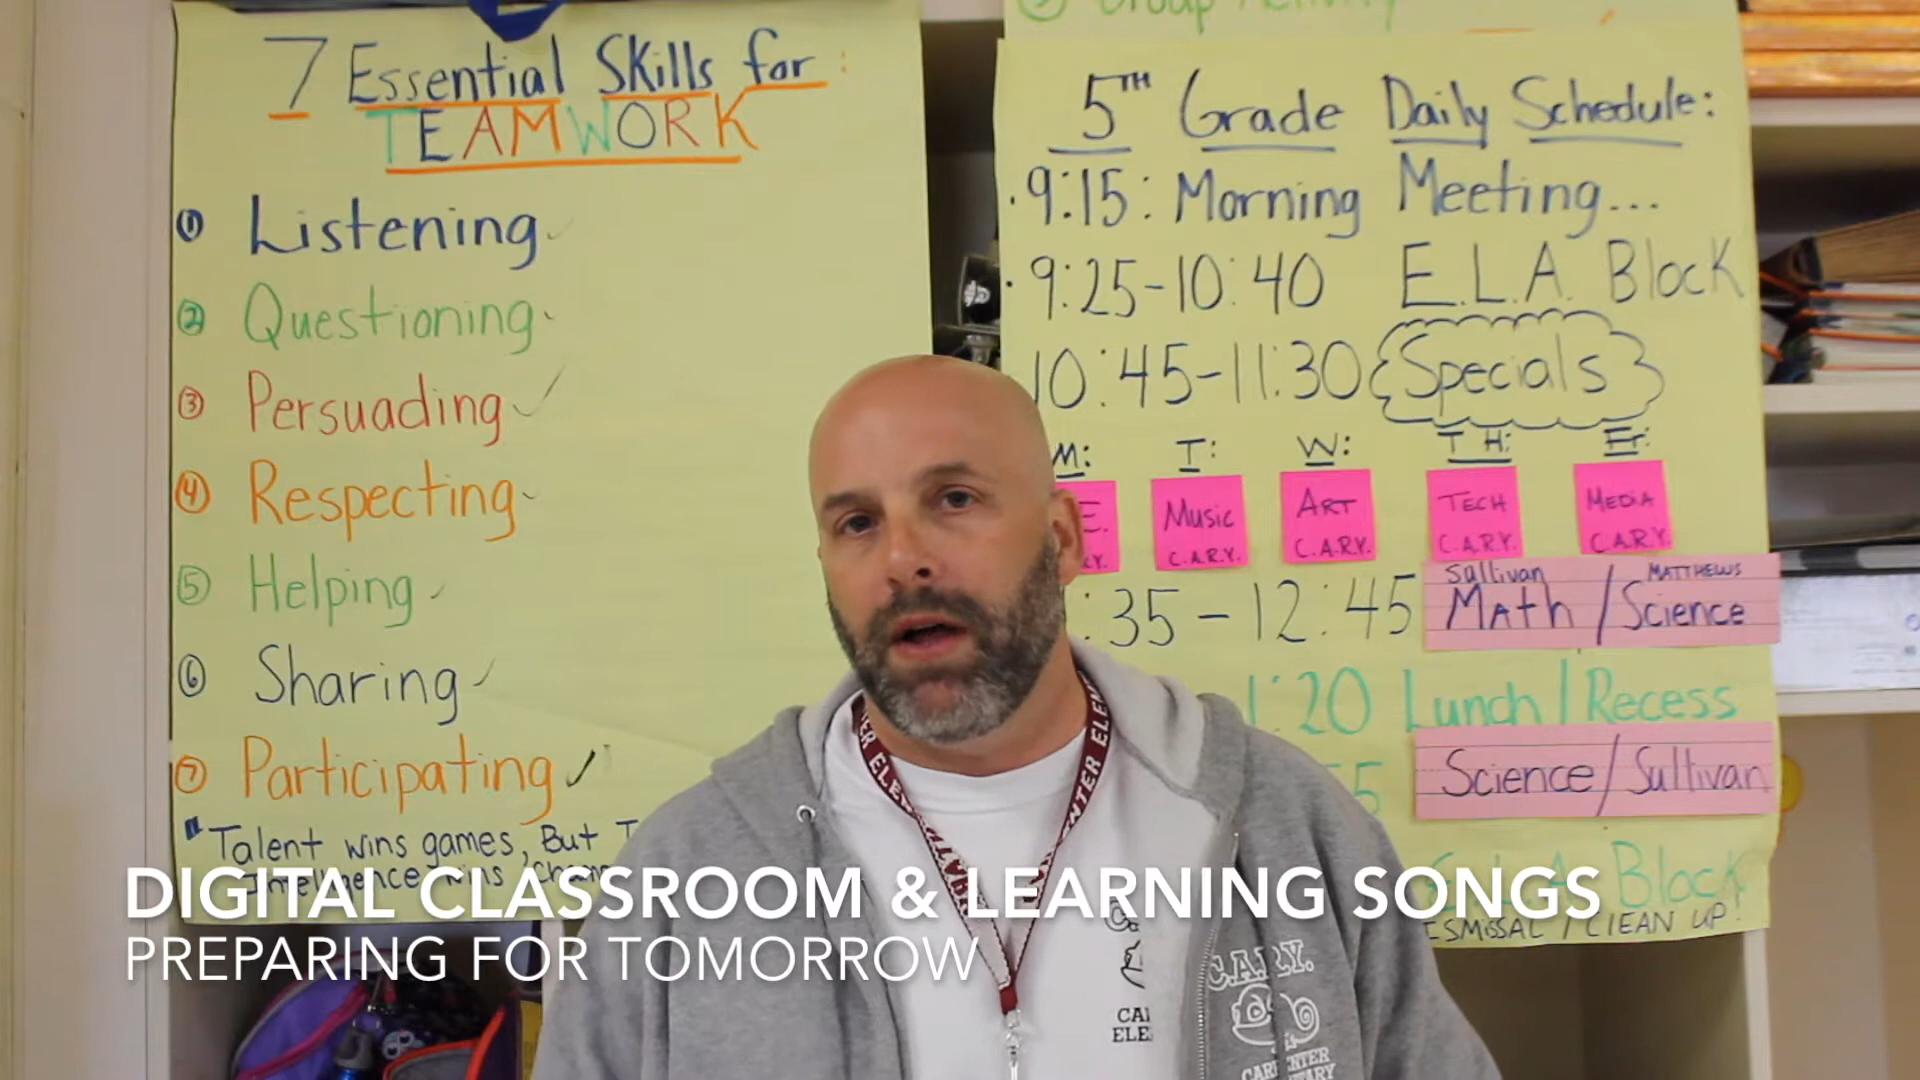 7 Essential Skills for:
TEAMWORK
① Listening
② Questioning
③ Persuading
④ Respecting
⑤ Helping
⑥ Sharing
⑦ Participating
"Talent wins games, But
wins
Group Activity
5TH Grade Daily Schedule:
• 9:15: Morning Meeting...
• 9:25-10:40 E.L.A. Block
10:45-11:30 Specials
M: T: W: TH: Fr:
Music ART TECH MEDIA
C.A.R.Y. C.A.R.Y. C.A.R.Y. C.A.R.Y.
Sullivan MATTHEWS
:35-12:45 Math / Science
1:20 Lunch / Recess
Science / Sullivan
Block
/ CLEAN UP!
C.A.R.Y.
DIGITAL CLASSROOM & LEARNING SONGS
PREPARING FOR TOMORROW